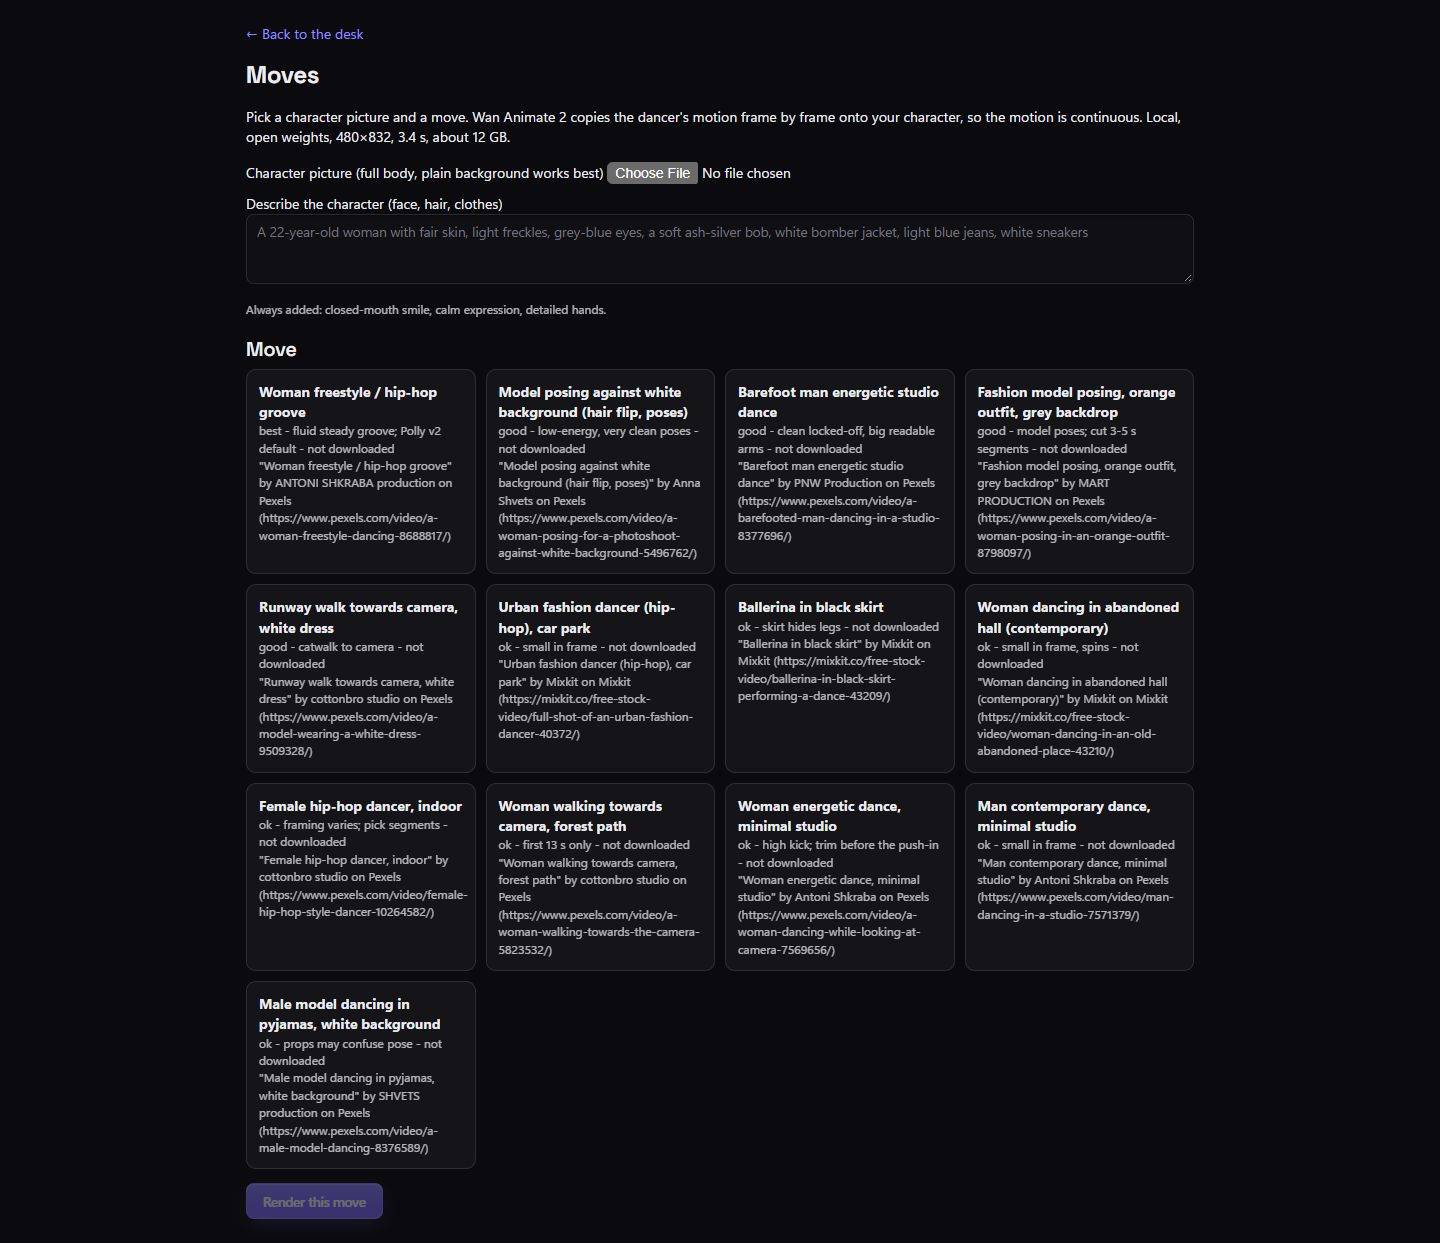 ← Back to the desk
Moves
Pick a character picture and a move. Wan Animate 2 copies the dancer's motion frame by frame onto your character, so the motion is continuous. Local,
open weights, 480×832, 3.4 s, about 12 GB.
Character picture (full body, plain background works best) Choose File No file chosen
Describe the character (face, hair, clothes)
A 22-year-old woman with fair skin, light freckles, grey-blue eyes, a soft ash-silver bob, white bomber jacket, light blue jeans, white sneakers
Always added: closed-mouth smile, calm expression, detailed hands.
Move
Woman freestyle / hip-hop
groove
best - fluid steady groove; Polly v2
default - not downloaded
"Woman freestyle / hip-hop groove"
by ANTONI SHKRABA production on
Pexels
(https://www.pexels.com/video/a-
woman-freestyle-dancing-8688817/)
Model posing against white
background (hair flip, poses)
good - low-energy, very clean poses -
not downloaded
"Model posing against white
background (hair flip, poses)" by Anna
Shvets on Pexels
(https://www.pexels.com/video/a-
woman-posing-for-a-photoshoot-
against-white-background-5496762/)
Barefoot man energetic studio
dance
good - clean locked-off, big readable
arms - not downloaded
"Barefoot man energetic studio
dance" by PNW Production on Pexels
(https://www.pexels.com/video/a-
barefooted-man-dancing-in-a-studio-
8377696/)
Fashion model posing, orange
outfit, grey backdrop
good - model poses; cut 3-5 s
segments - not downloaded
"Fashion model posing, orange outfit,
grey backdrop" by MART
PRODUCTION on Pexels
(https://www.pexels.com/video/a-
woman-posing-in-an-orange-outfit-
8798097/)
Runway walk towards camera,
white dress
good - catwalk to camera - not
downloaded
"Runway walk towards camera, white
dress" by cottonbro studio on Pexels
(https://www.pexels.com/video/a-
model-wearing-a-white-dress-
9509328/)
Urban fashion dancer (hip-
hop), car park
ok - small in frame - not downloaded
"Urban fashion dancer (hip-hop), car
park" by Mixkit on Mixkit
(https://mixkit.co/free-stock-
video/full-shot-of-an-urban-fashion-
dancer-40372/)
Ballerina in black skirt
ok - skirt hides legs - not downloaded
"Ballerina in black skirt" by Mixkit on
Mixkit (https://mixkit.co/free-stock-
video/ballerina-in-black-skirt-
performing-a-dance-43209/)
Woman dancing in abandoned
hall (contemporary)
ok - small in frame, spins - not
downloaded
"Woman dancing in abandoned hall
(contemporary)" by Mixkit on Mixkit
(https://mixkit.co/free-stock-
video/woman-dancing-in-an-old-
abandoned-place-43210/)
Female hip-hop dancer, indoor
ok - framing varies; pick segments -
not downloaded
"Female hip-hop dancer, indoor" by
cottonbro studio on Pexels
(https://www.pexels.com/video/female-
hip-hop-style-dancer-10264582/)
Woman walking towards
camera, forest path
ok - first 13 s only - not downloaded
"Woman walking towards camera,
forest path" by cottonbro studio on
Pexels
(https://www.pexels.com/video/a-
woman-walking-towards-the-camera-
5823532/)
Woman energetic dance,
minimal studio
ok - high kick; trim before the push-in
- not downloaded
"Woman energetic dance, minimal
studio" by Antoni Shkraba on Pexels
(https://www.pexels.com/video/a-
woman-dancing-while-looking-at-
camera-7569656/)
Man contemporary dance,
minimal studio
ok - small in frame - not downloaded
"Man contemporary dance, minimal
studio" by Antoni Shkraba on Pexels
(https://www.pexels.com/video/man-
dancing-in-a-studio-7571379/)
Male model dancing in
pyjamas, white background
ok - props may confuse pose - not
downloaded
"Male model dancing in pyjamas,
white background" by SHVETS
production on Pexels
(https://www.pexels.com/video/a-
male-model-dancing-8376589/)
Render this move